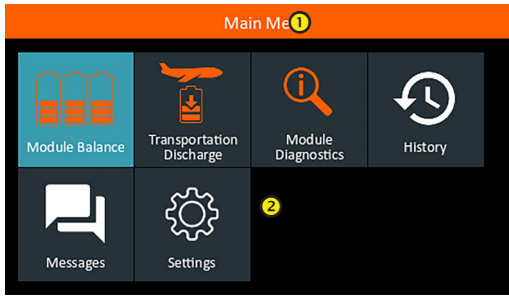 Main Me 1
Module Balance
Transportation
Discharge
Module
Diagnostics
History
2
Messages
Settings